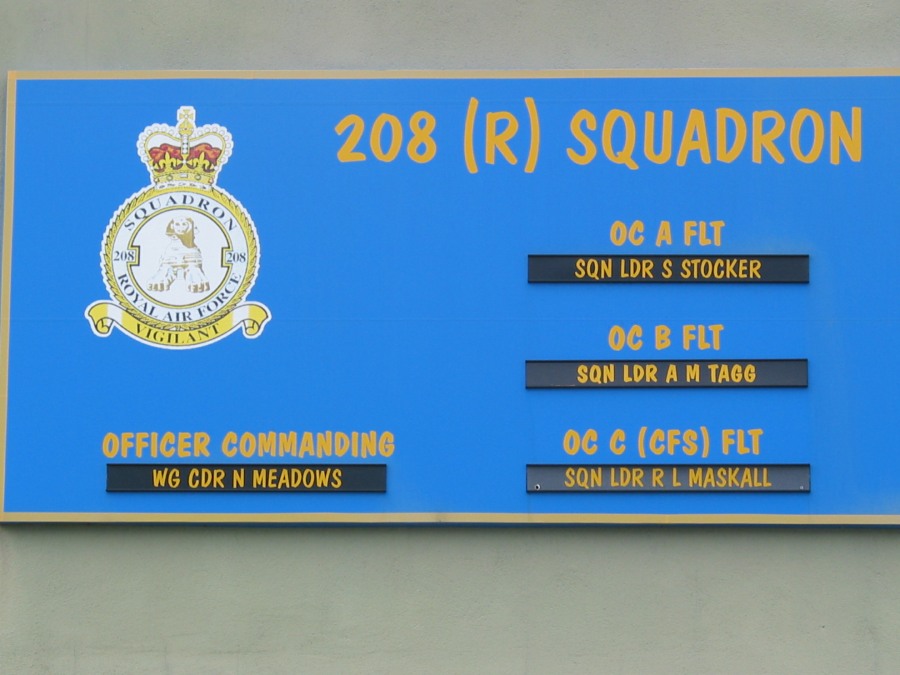 208 (R) SQUADRON
SQUADRON
208 208
ROYAL AIR FORCE
VIGILANT
OC A FLT
SQN LDR S STOCKER
OC B FLT
SQN LDR A M TAGG
OFFICER COMMANDING
WG CDR N MEADOWS
OC C (CFS) FLT
SQN LDR R L MASKALL